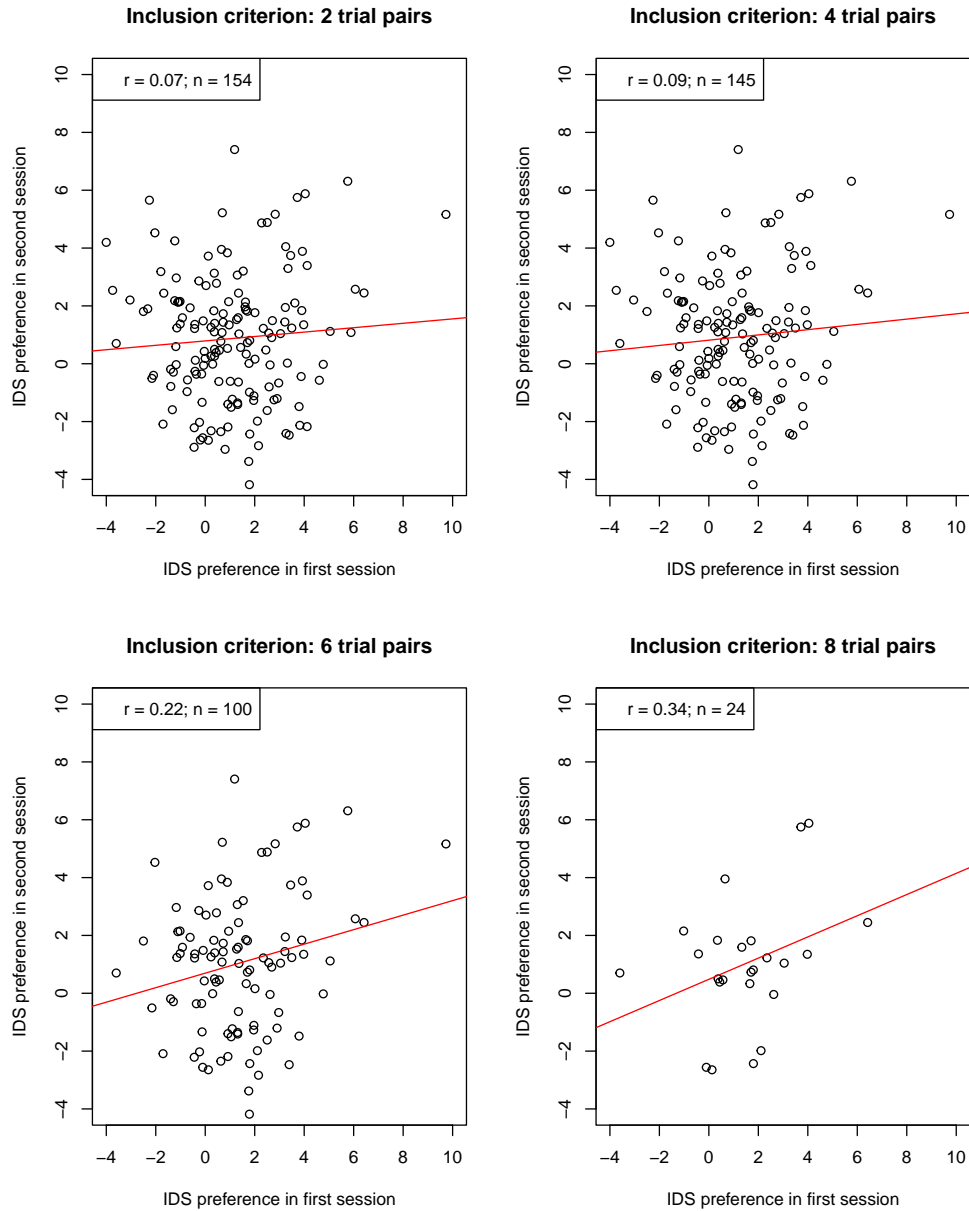 Inclusion criterion: 2 trial pairs
r = 0.07; n = 154
10
8
6
4
2
0
−2
−4
IDS preference in second session
−4 −2 0 2 4 6 8 10
IDS preference in first session
Inclusion criterion: 4 trial pairs
r = 0.09; n = 145
10
8
6
4
2
0
−2
−4
IDS preference in second session
−4 −2 0 2 4 6 8 10
IDS preference in first session
Inclusion criterion: 6 trial pairs
r = 0.22; n = 100
10
8
6
4
2
0
−2
−4
IDS preference in second session
−4 −2 0 2 4 6 8 10
IDS preference in first session
Inclusion criterion: 8 trial pairs
r = 0.34; n = 24
10
8
6
4
2
0
−2
−4
IDS preference in second session
−4 −2 0 2 4 6 8 10
IDS preference in first session